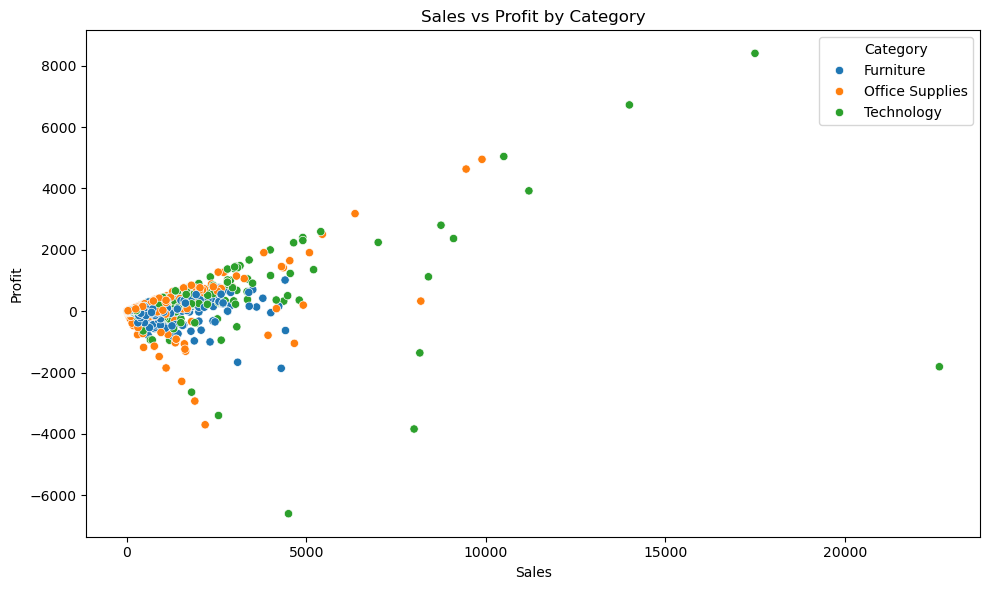 Sales vs Profit by Category
Category
Furniture
Office Supplies
Technology
Profit
8000
6000
4000
2000
0
−2000
−4000
−6000
0 5000 10000 15000 20000
Sales